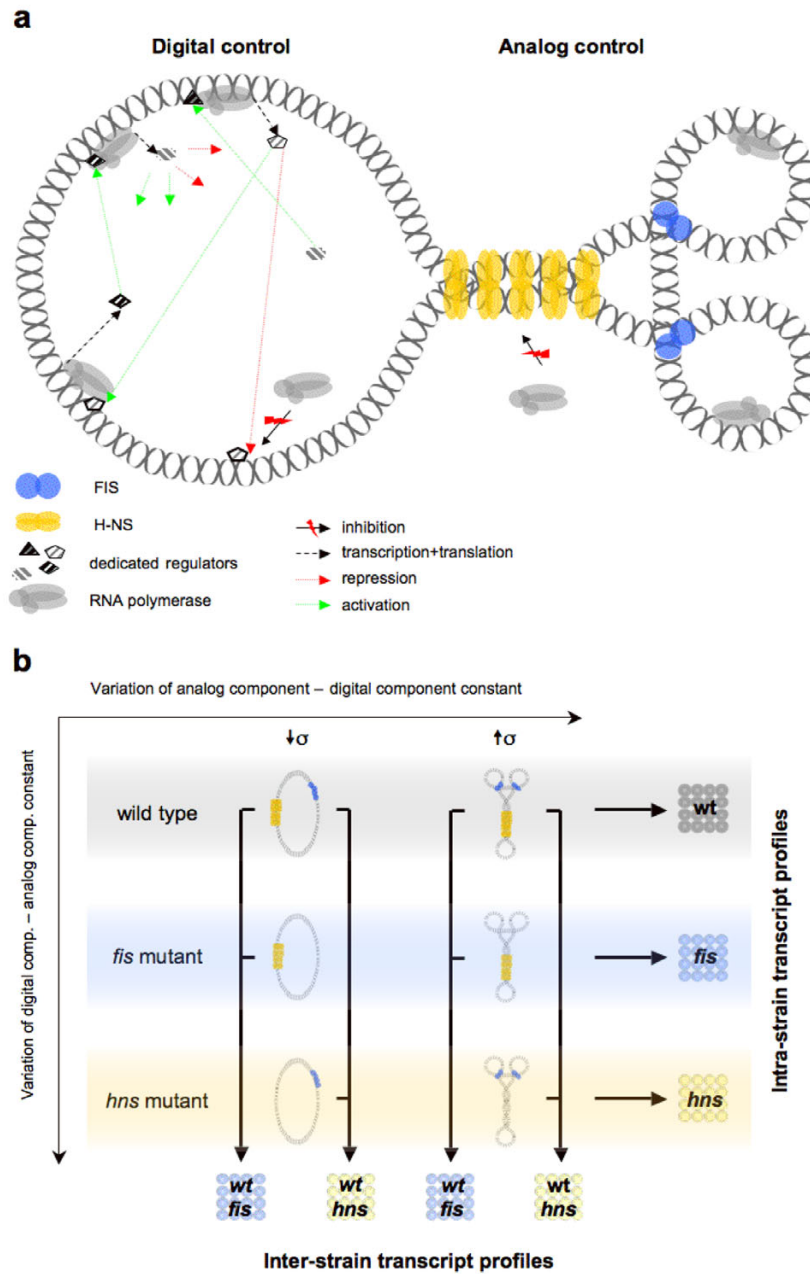 a
Digital control
Analog control
FIS
H-NS
dedicated regulators
RNA polymerase
inhibition
transcription+translation
repression
activation
b
Variation of analog component – digital component constant
Variation of digital comp. – analog comp. constant
↓σ
↑σ
wild type
wt
fis mutant
fis
hns mutant
hns
Intra-strain transcript profiles
wt
fis
wt
hns
wt
fis
wt
hns
Inter-strain transcript profiles